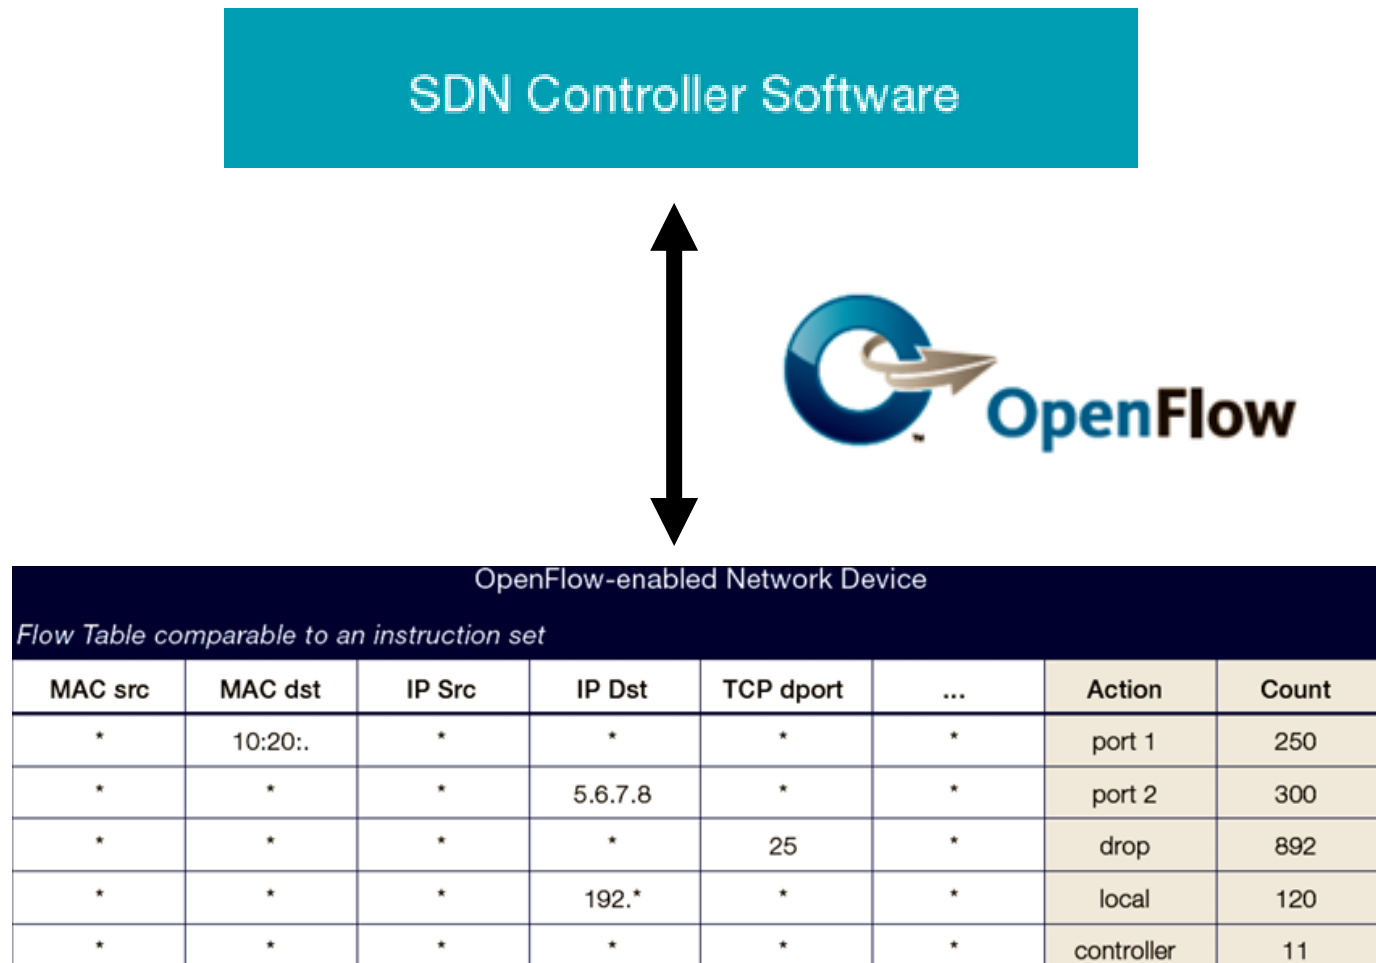 SDN Controller Software
OpenFlow
™
OpenFlow-enabled Network Device
Flow Table comparable to an instruction set
MAC src MAC dst IP Src IP Dst TCP dport ... Action Count
* 10:20:. * * * * port 1 250
* * * 5.6.7.8 * * port 2 300
* * * * 25 * drop 892
* * * 192.* * * local 120
* * * * * * controller 11